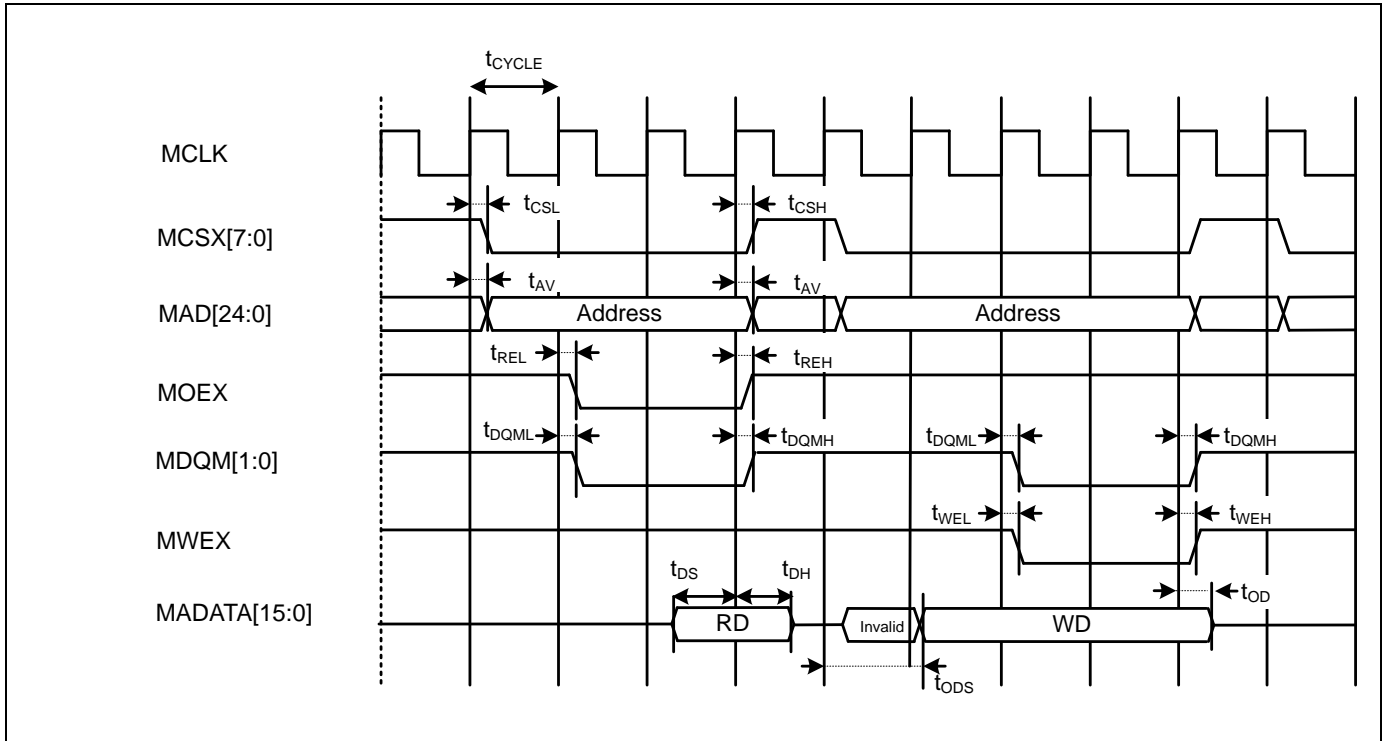 tCYCLE
MCLK
tCSL tCSH
MCSX[7:0]
tAV tAV
MAD[24:0] Address Address
tREL tREH
MOEX
tDQML tDQMH tDQML tDQMH
MDQM[1:0]
tWEL tWEH
MWEX
tDS tDH
tOD
MADATA[15:0] RD Invalid WD
tODS